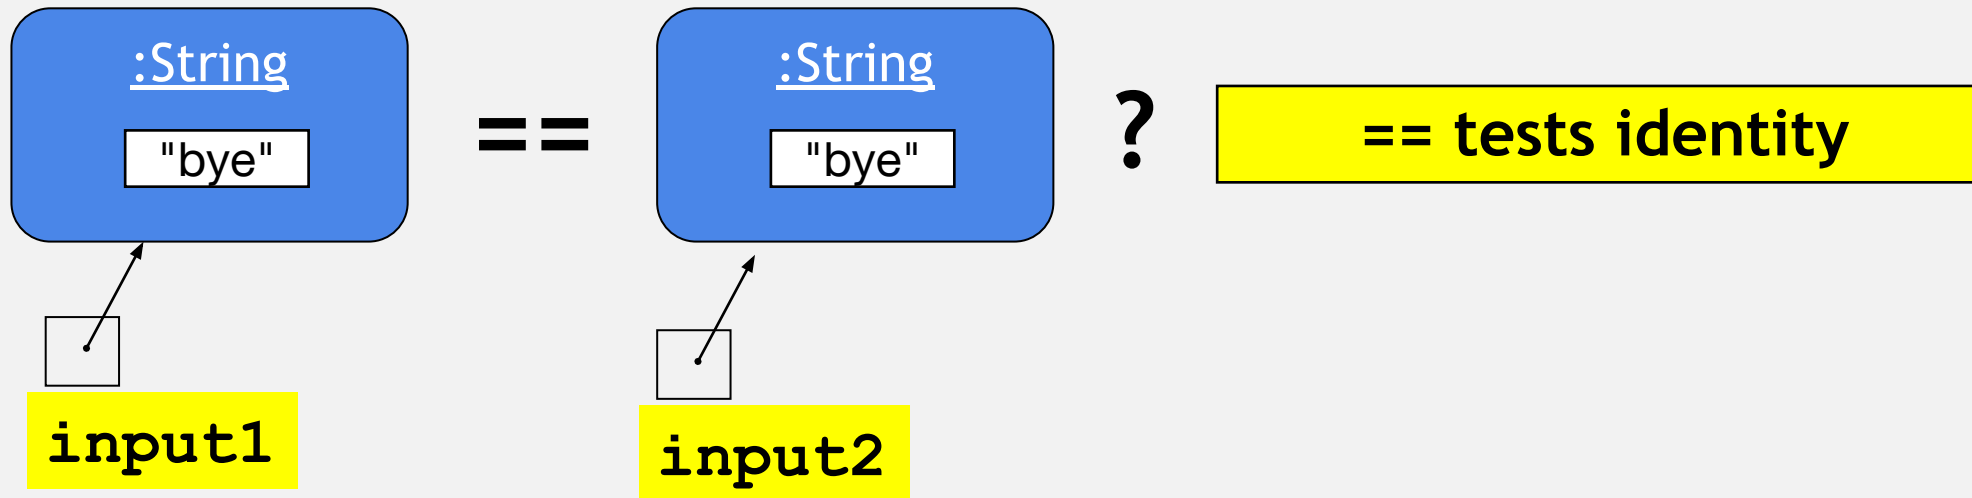 :String
"bye"
==
:String
"bye"
?
== tests identity
input1
input2